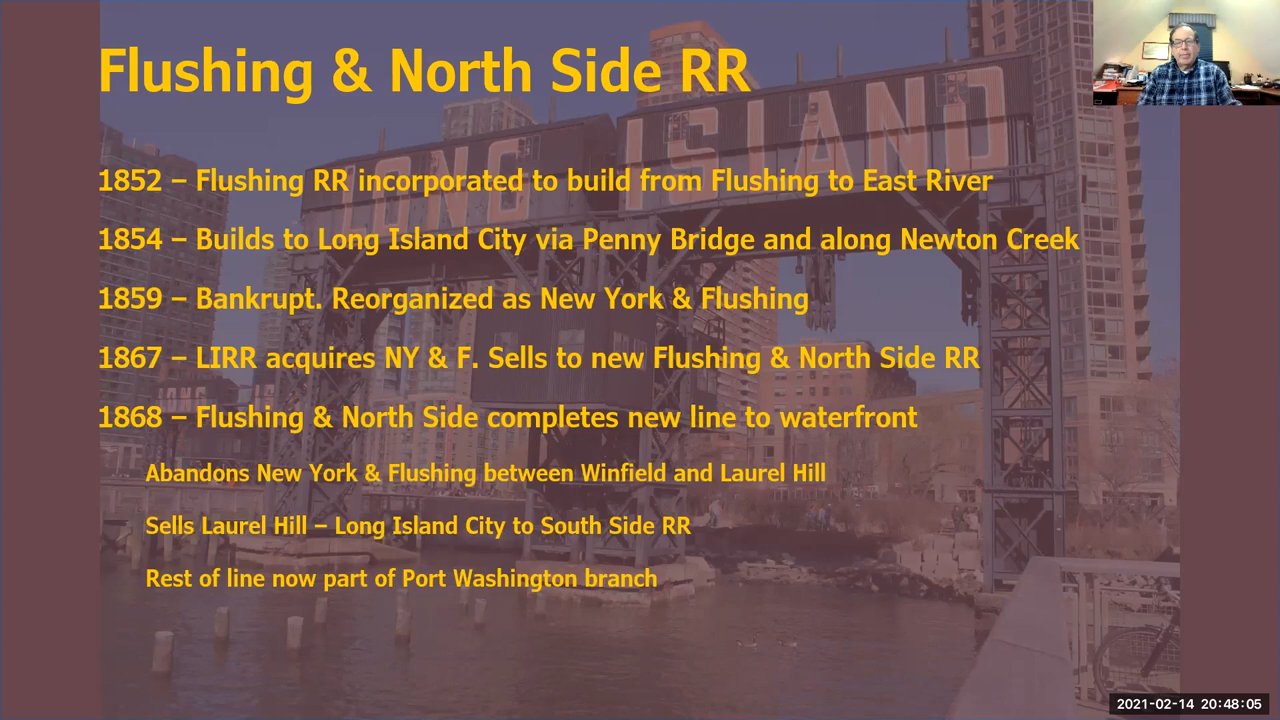 Flushing & North Side RR
LONG ISLAND
1852 – Flushing RR incorporated to build from Flushing to East River
1854 – Builds to Long Island City via Penny Bridge and along Newton Creek
1859 – Bankrupt. Reorganized as New York & Flushing
1867 – LIRR acquires NY & F. Sells to new Flushing & North Side RR
1868 – Flushing & North Side completes new line to waterfront
Abandons New York & Flushing between Winfield and Laurel Hill
Sells Laurel Hill – Long Island City to South Side RR
Rest of line now part of Port Washington branch
2021-02-14 20:48:05